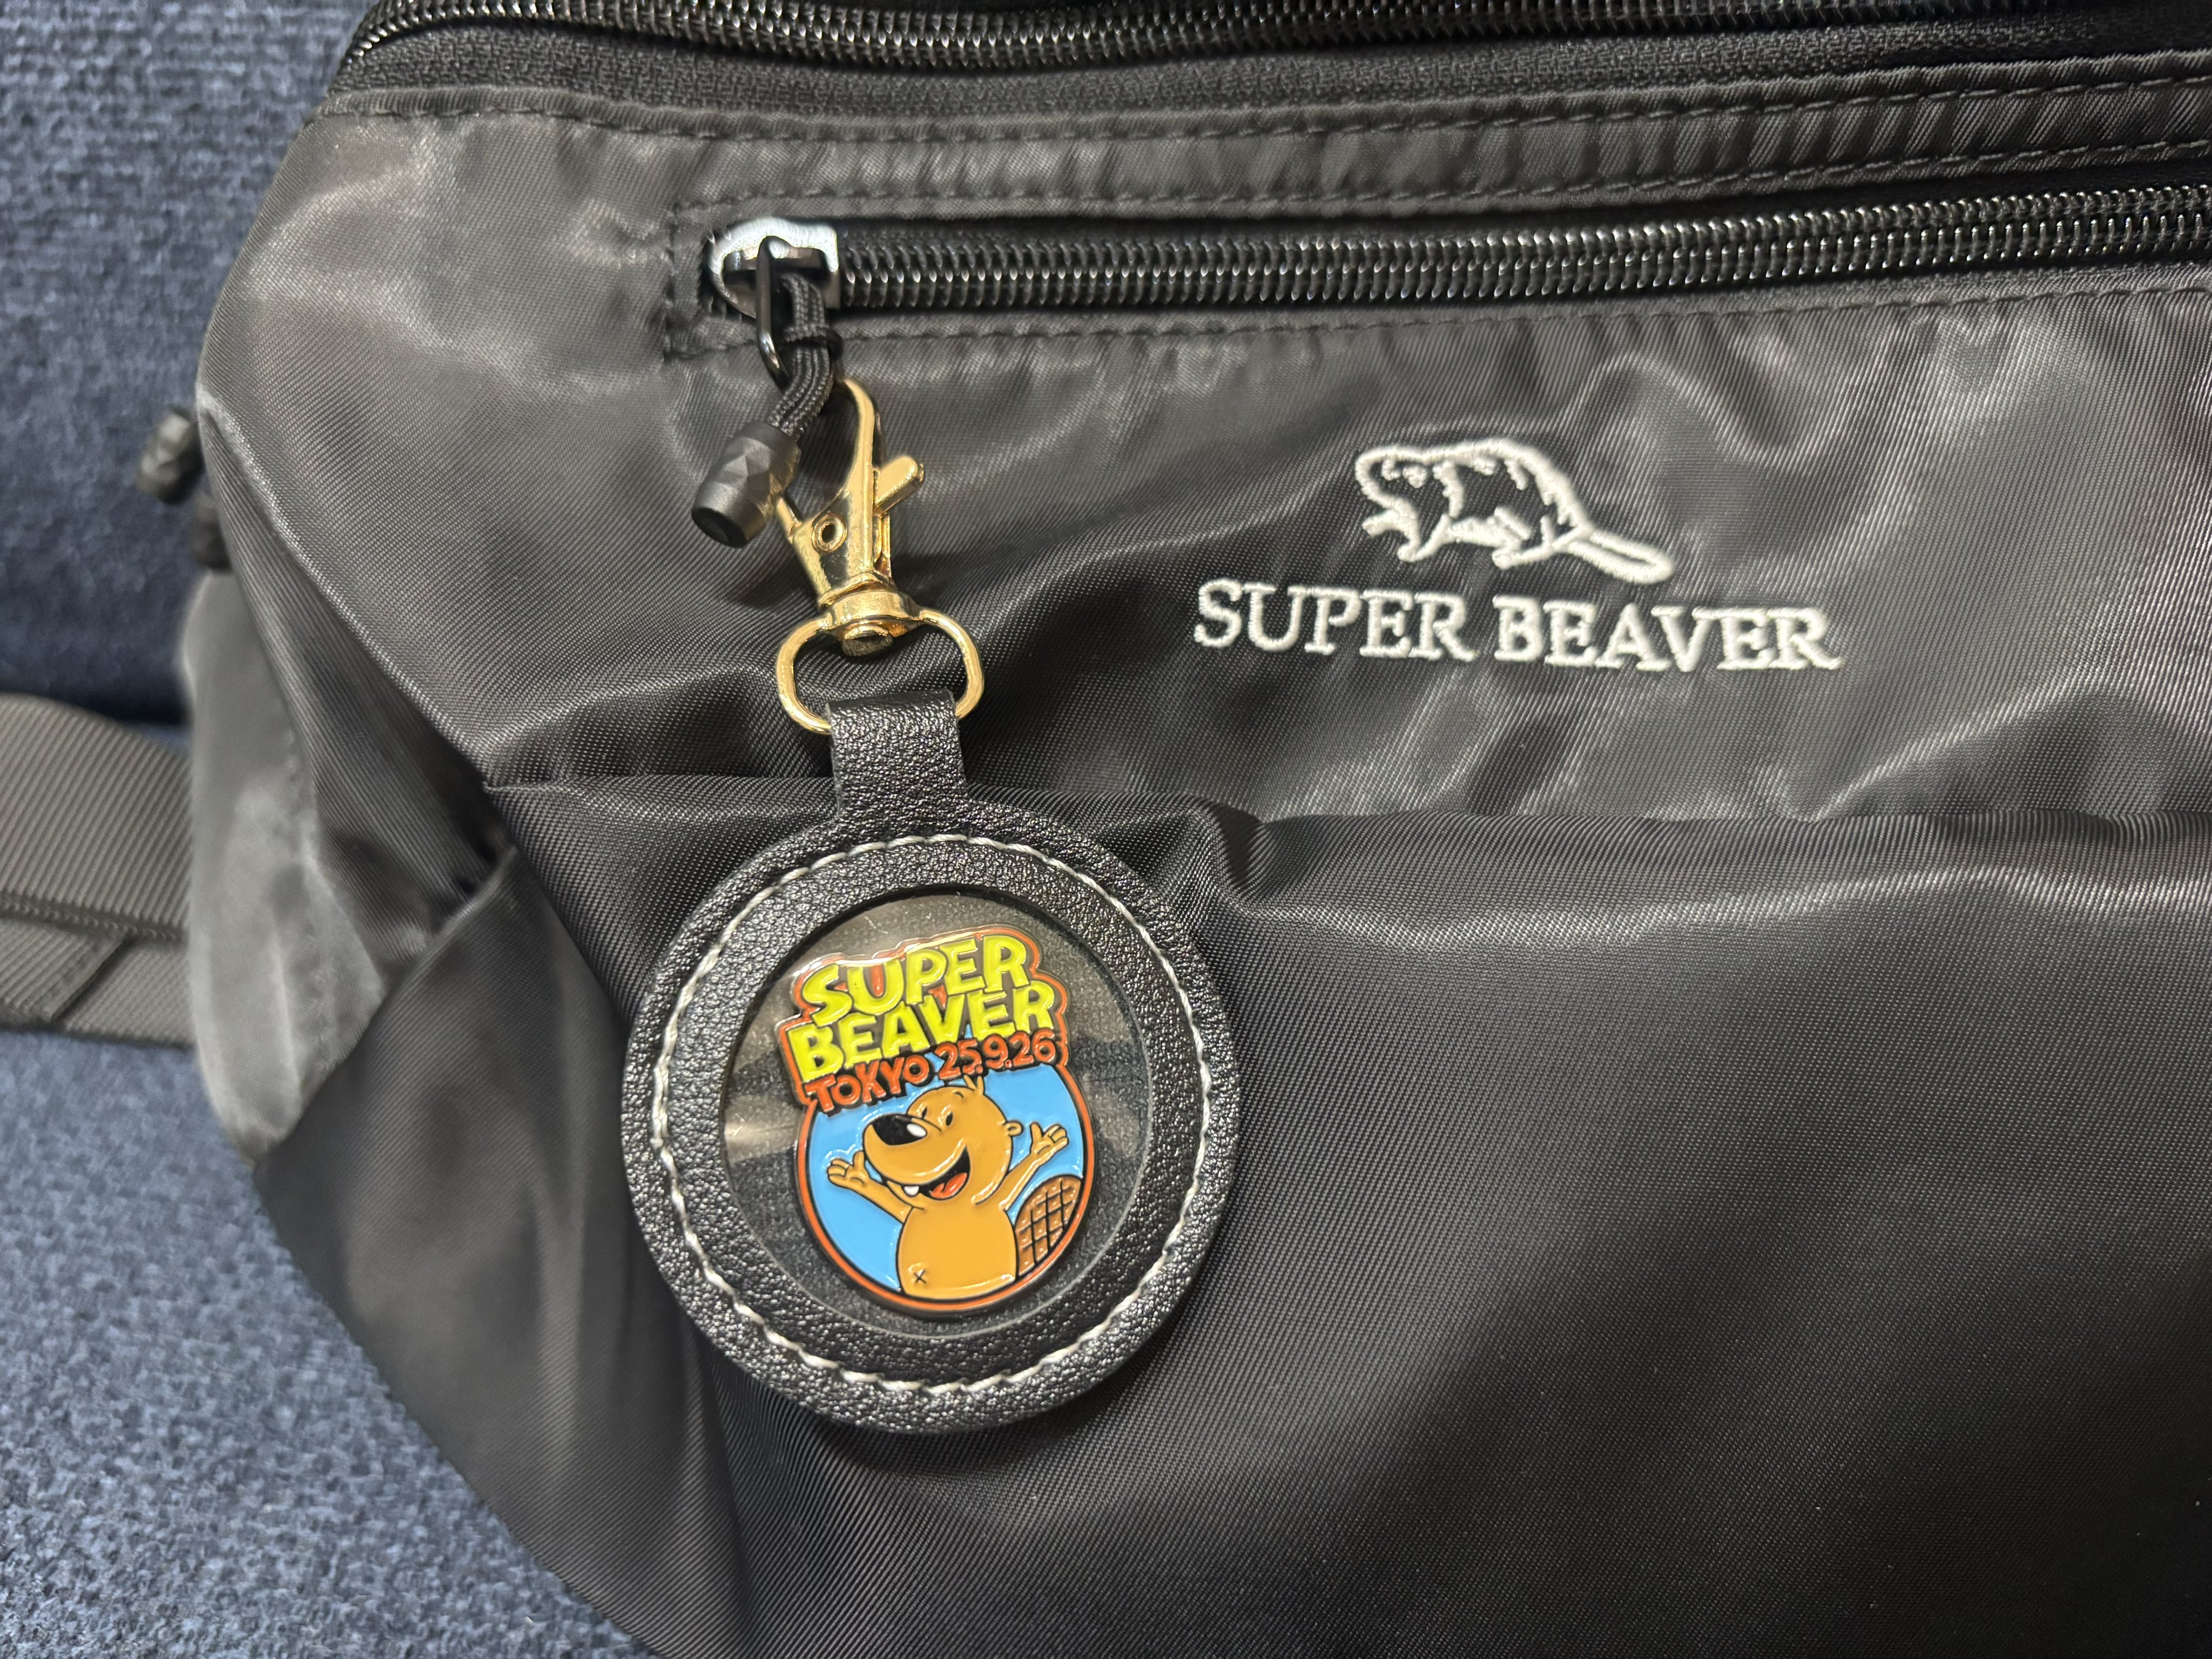 SUPER BEAVER
SUPER
BEAVER
TOKYO 25.9.26